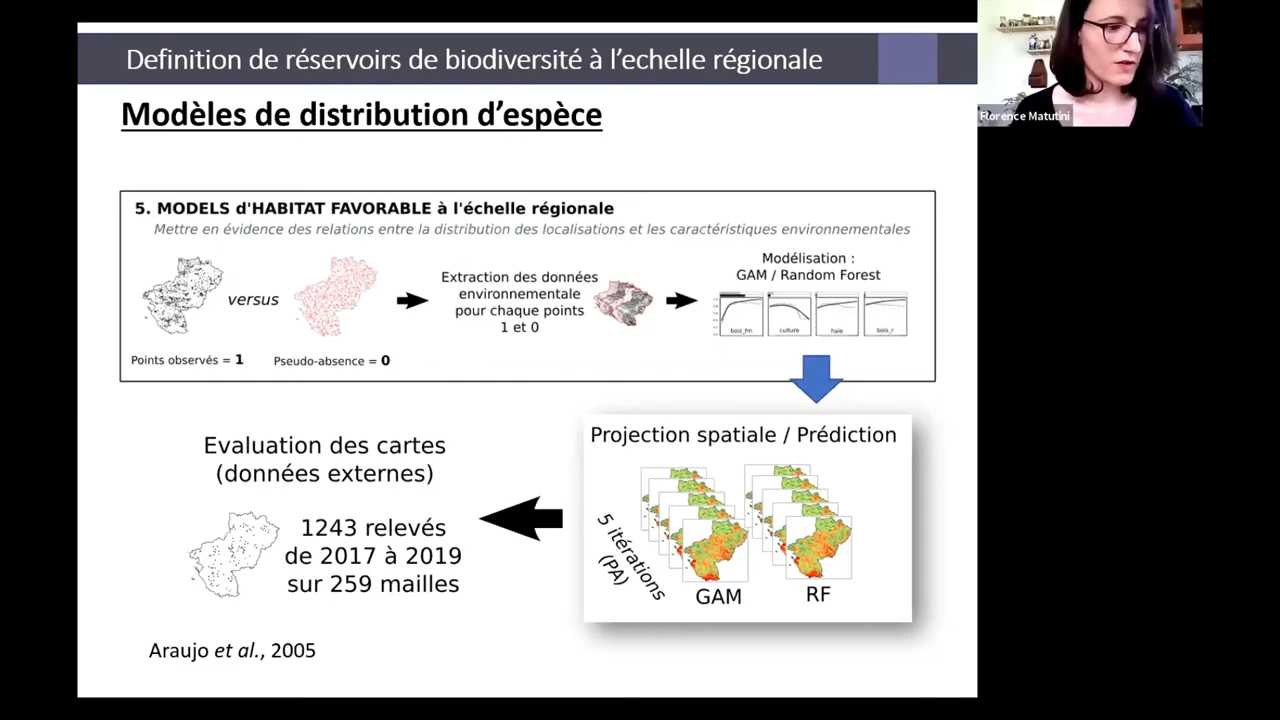 Definition de réservoirs de biodiversité à l’echelle régionale
Florence Matutini
Modèles de distribution d’espèce
5. MODELS d'HABITAT FAVORABLE à l'échelle régionale
Mettre en évidence des relations entre la distribution des localisations et les caractéristiques environnementales
versus
Points observés = 1
Pseudo-absence = 0
Extraction des données
environnementale
pour chaque points
1 et 0
Modélisation :
GAM / Random Forest
bois_fm
culture
haie
bois_r
Projection spatiale / Prédiction
5 itérations
(PA)
GAM
RF
Evaluation des cartes
(données externes)
1243 relevés
de 2017 à 2019
sur 259 mailles
Araujo et al., 2005